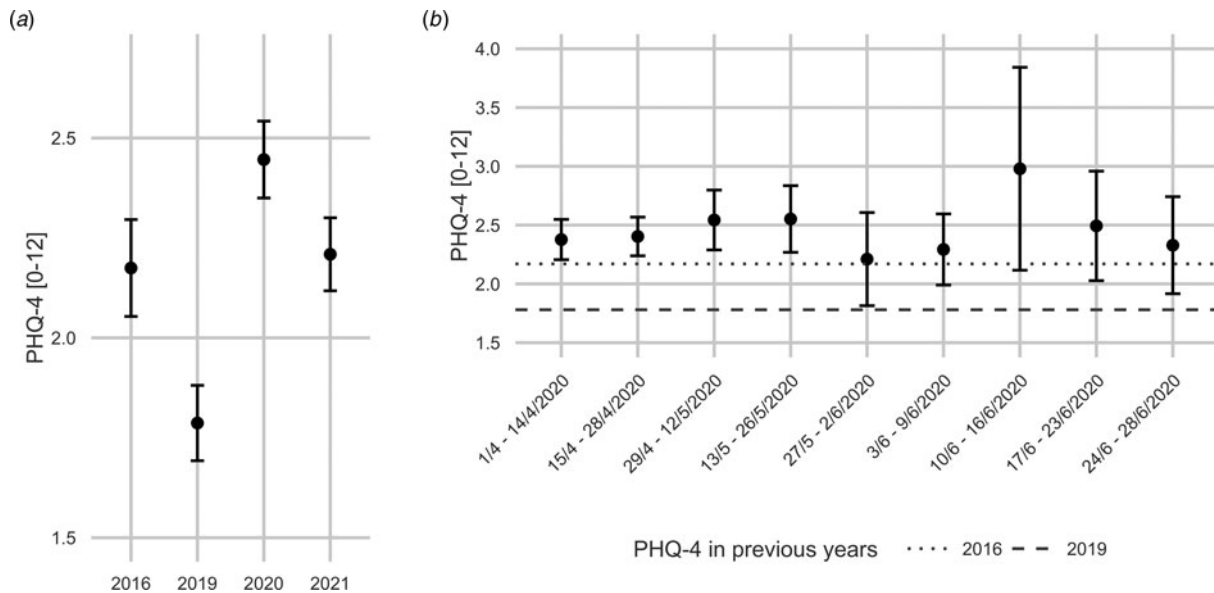 (a)
PHQ-4 [0-12]
2.5
2.0
1.5
2016 2019 2020 2021
(b)
PHQ-4 [0-12]
4.0
3.5
3.0
2.5
2.0
1.5
1/4 - 14/4/2020
15/4 - 28/4/2020
29/4 - 12/5/2020
13/5 - 26/5/2020
27/5 - 2/6/2020
3/6 - 9/6/2020
10/6 - 16/6/2020
17/6 - 23/6/2020
24/6 - 28/6/2020
PHQ-4 in previous years 2016 2019